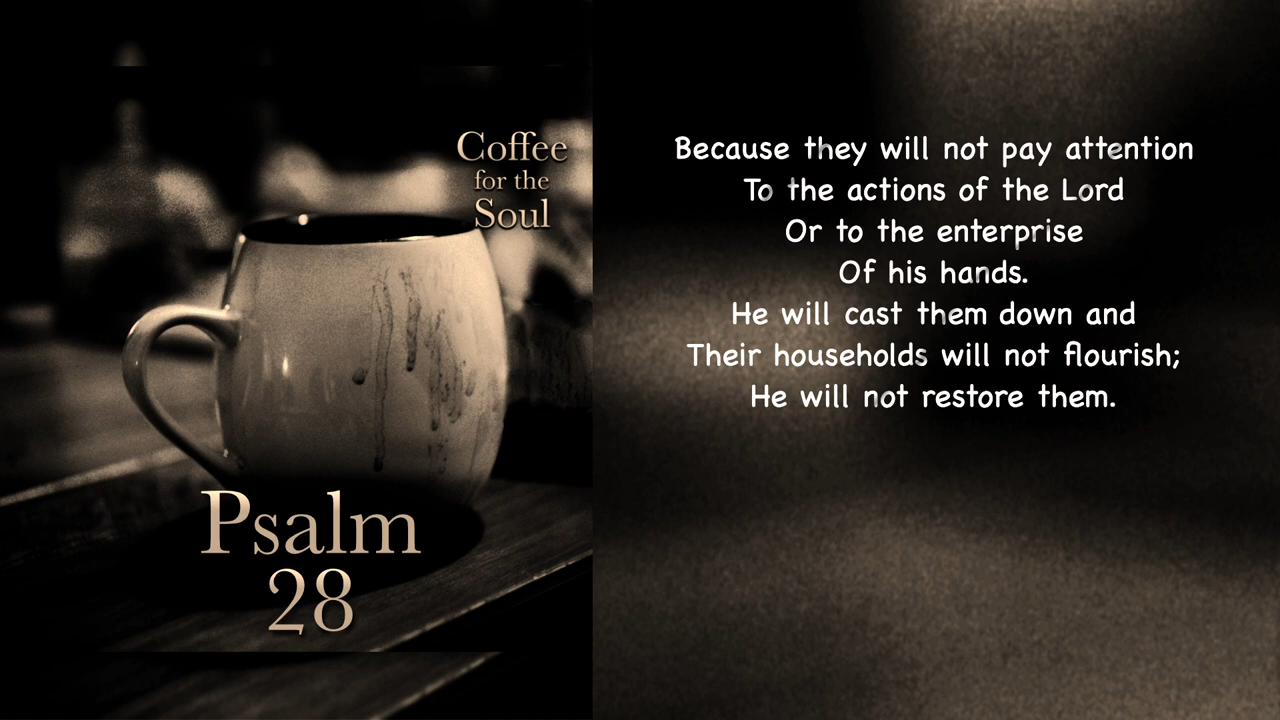 Coffee
for the
Soul
Psalm
28
Because they will not pay attention
To the actions of the Lord
Or to the enterprise
Of his hands.
He will cast them down and
Their households will not flourish;
He will not restore them.